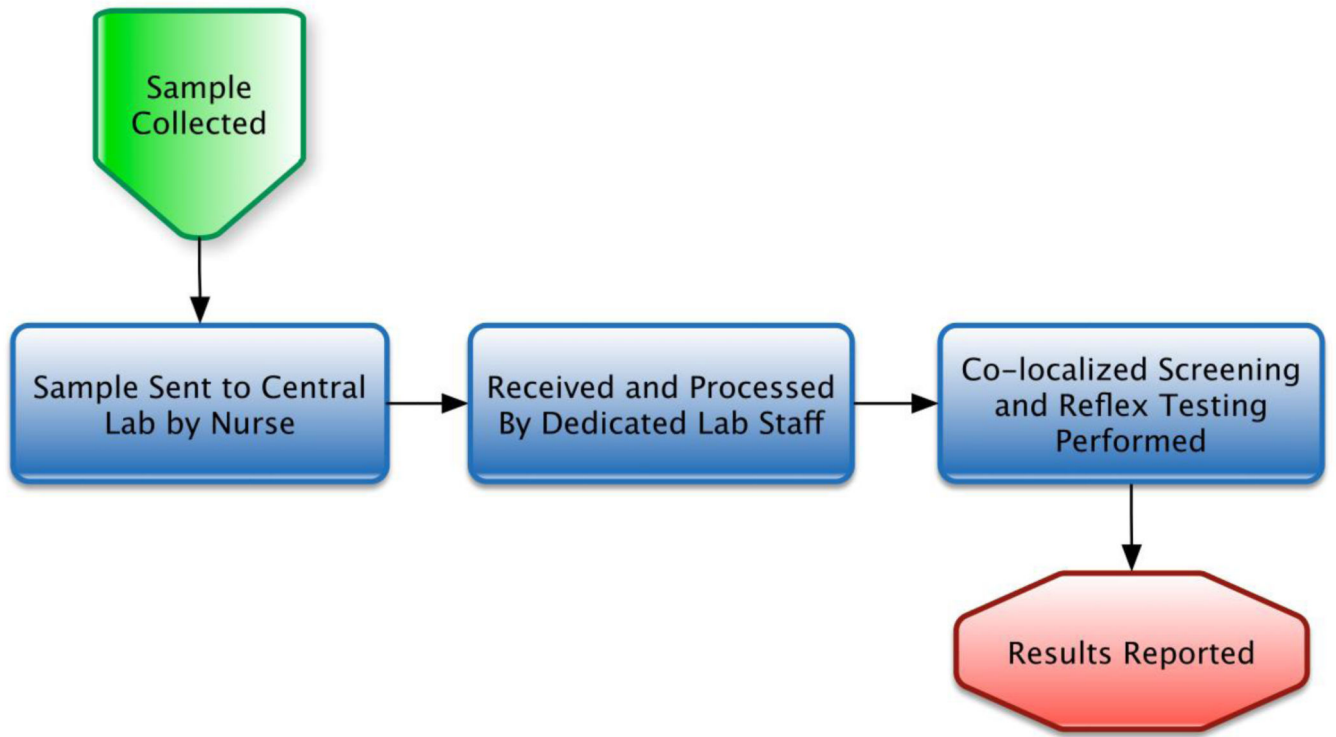 Sample
Collected
Sample Sent to Central
Lab by Nurse
Received and Processed
By Dedicated Lab Staff
Co-localized Screening
and Reflex Testing
Performed
Results Reported